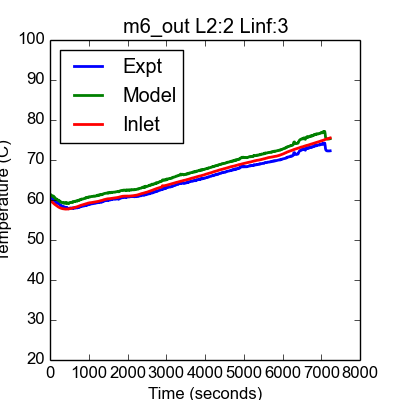 m6_out L2:2 Linf:3
Expt
Model
Inlet
100
90
80
70
60
50
40
30
20
Temperature (C)
0 1000 2000 3000 4000 5000 6000 7000 8000
Time (seconds)